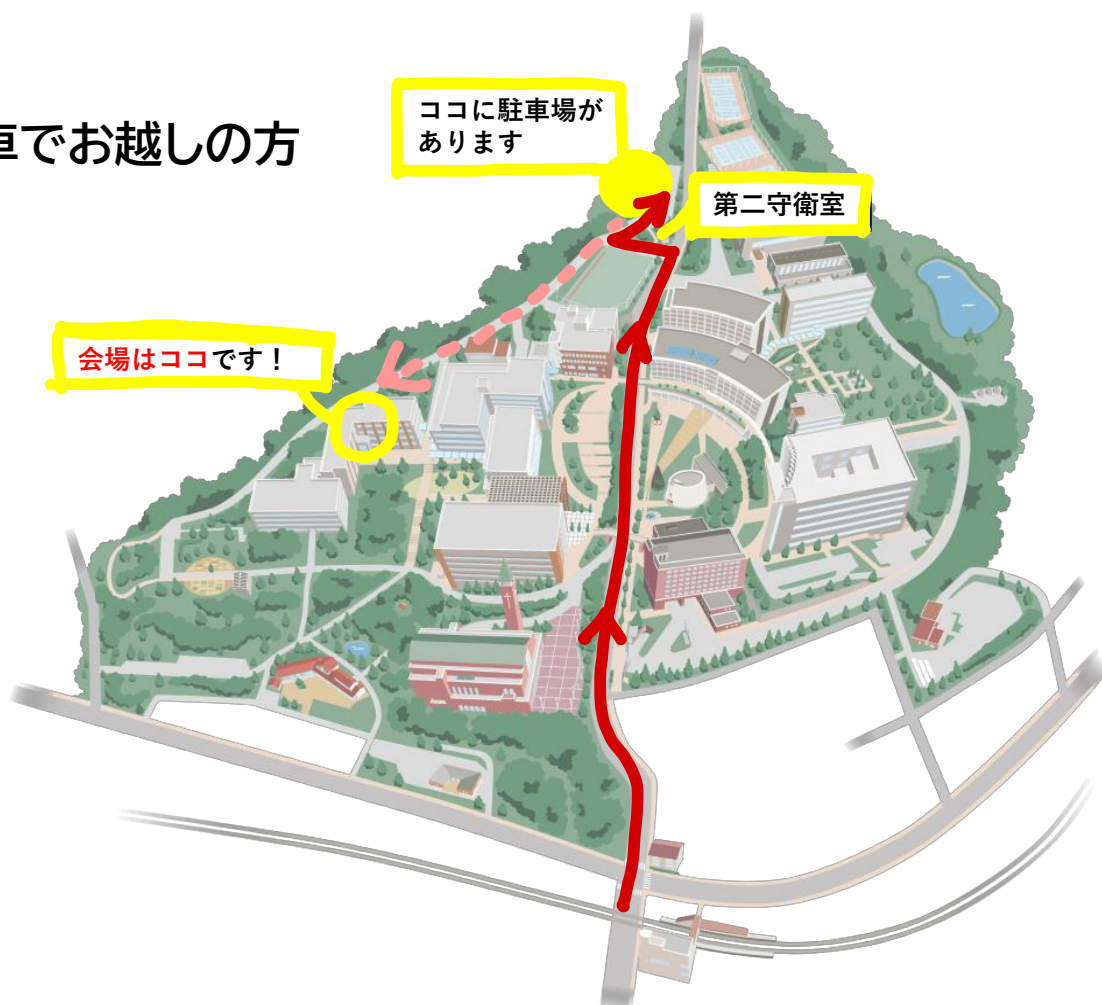 車でお越しの方
ココに駐車場が
あります
第二守衛室
会場はココです！